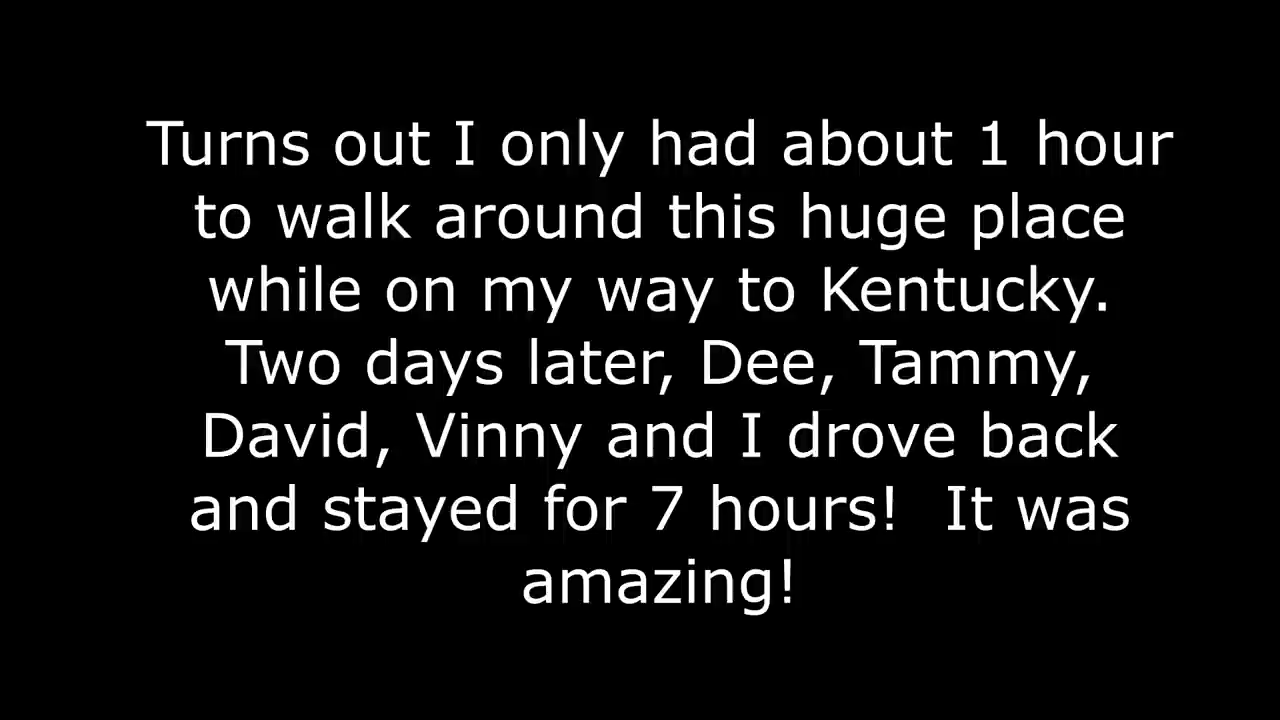 Turns out I only had about 1 hour
to walk around this huge place
while on my way to Kentucky.
Two days later, Dee, Tammy,
David, Vinny and I drove back
and stayed for 7 hours!  It was
amazing!